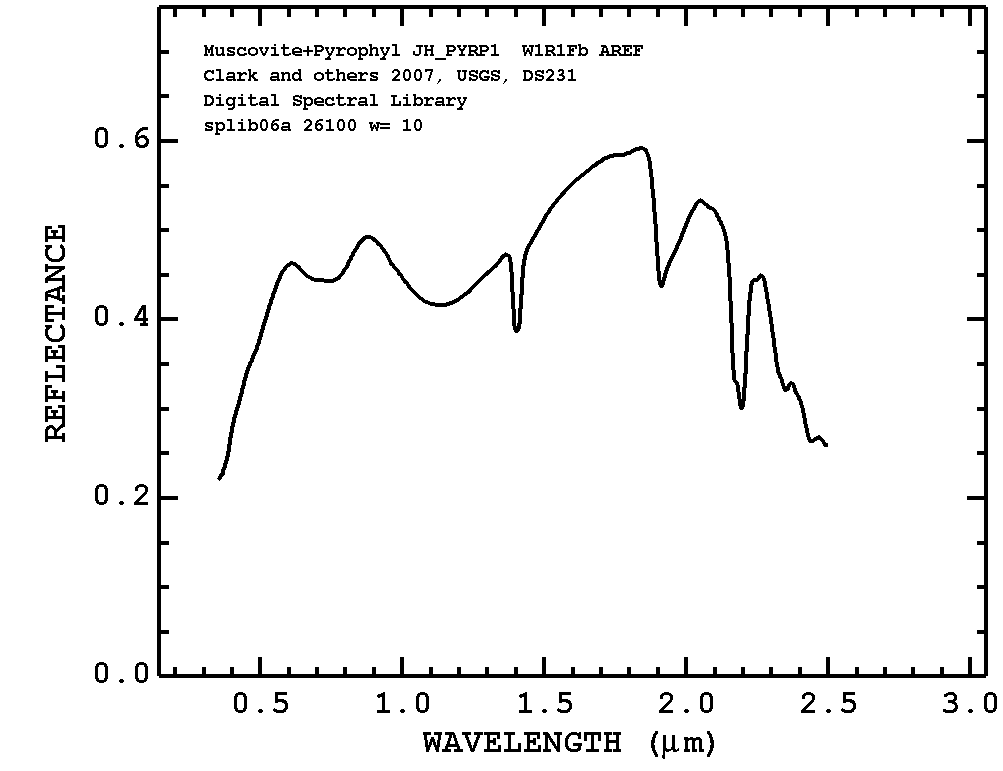 Muscovite+Pyrophyl JH_PYRP1  W1R1Fb AREF
Clark and others 2007, USGS, DS231
Digital Spectral Library
splib06a 26100 w= 10
0.6
0.4
0.2
0.0
REFLECTANCE
0.5 1.0 1.5 2.0 2.5 3.0
WAVELENGTH (μm)